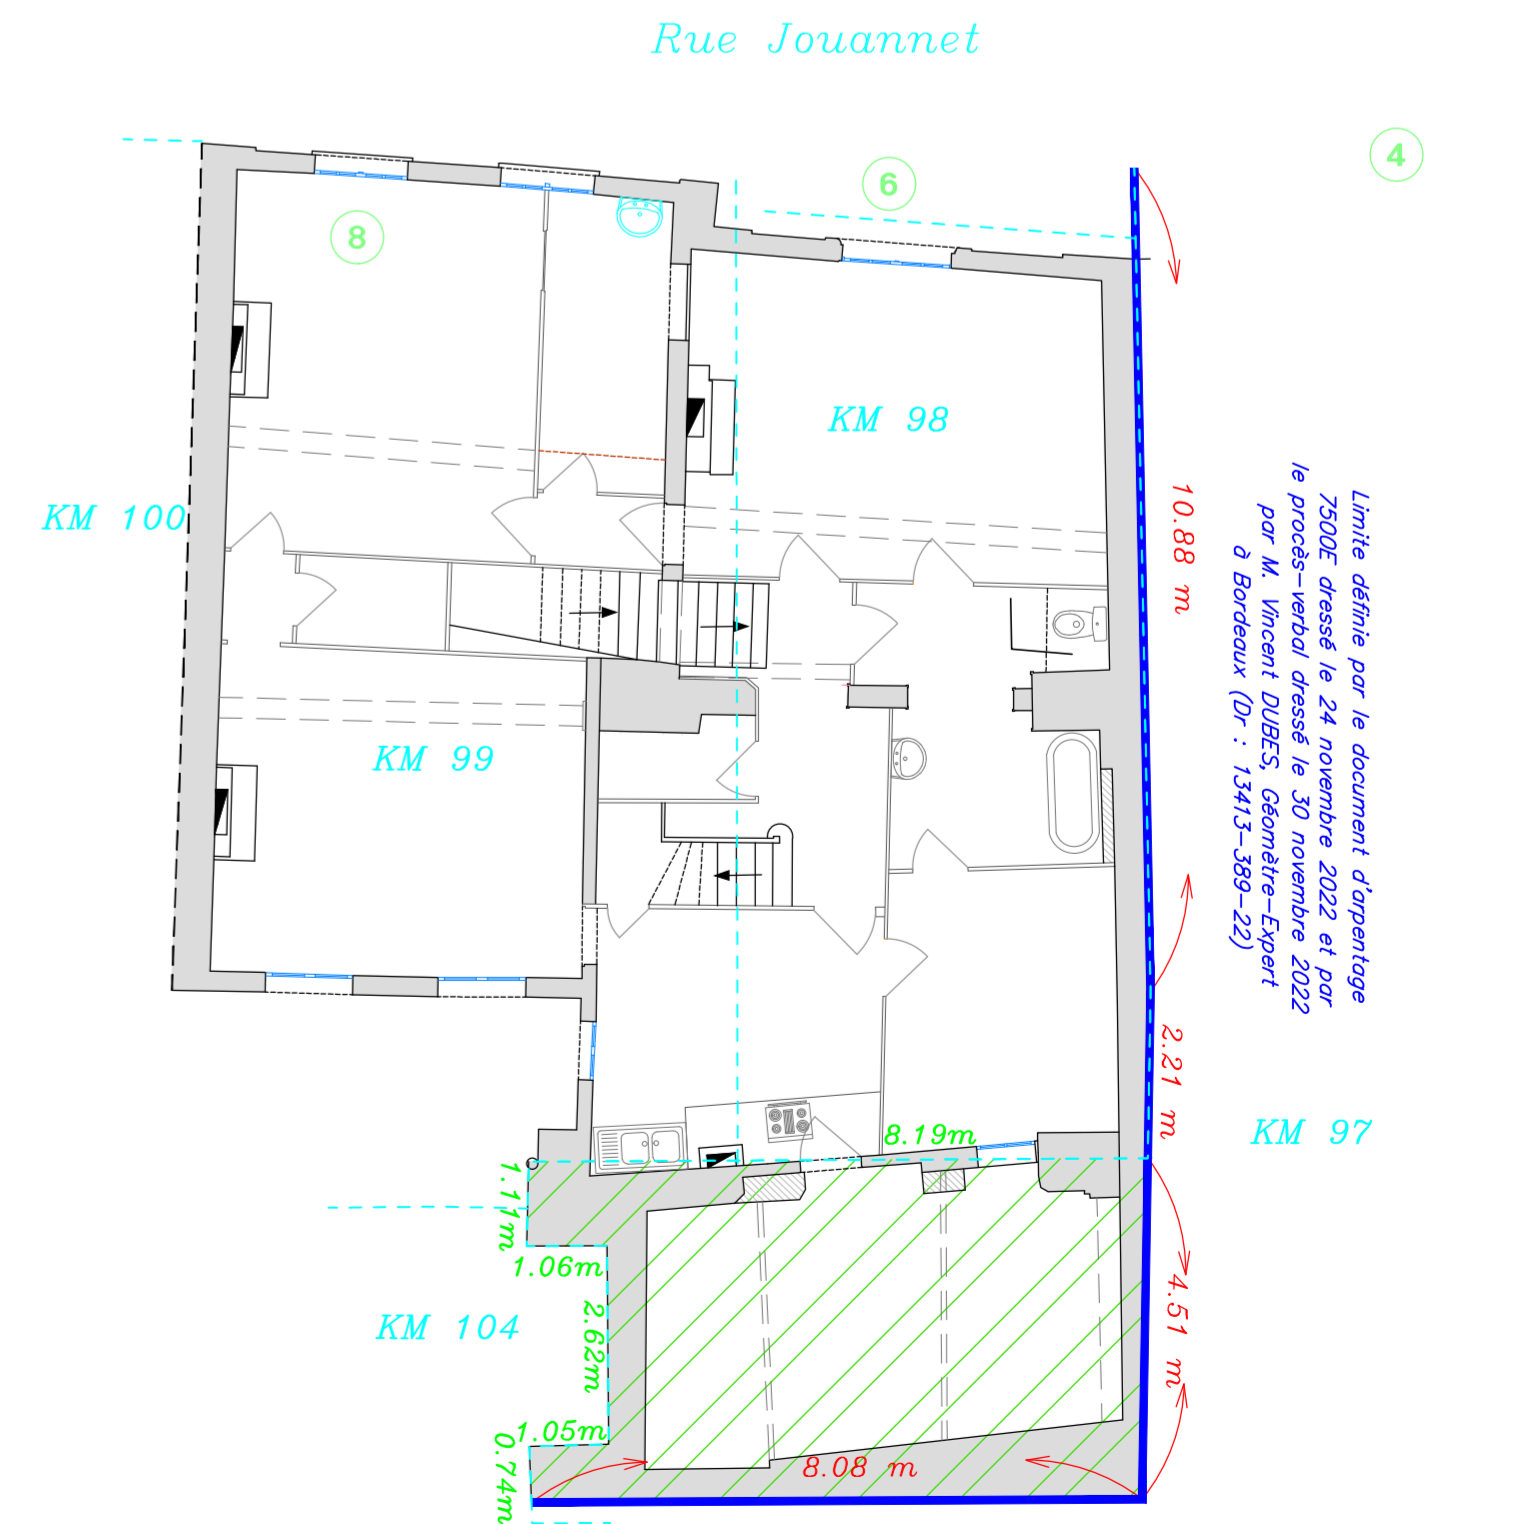 Rue Jouannet
4
6
8
KM 98
KM 100
10.88 m
Limite définie par le document d'arpentage
7500E dressé le 24 novembre 2022 et par
le procès-verbal dressé le 30 novembre 2022
par M. Vincent DUBES, Géomètre-Expert
à Bordeaux (Dr : 13413-389-22)
KM 99
2.21 m
KM 97
8.19m
1.11m
1.06m
KM 104
2.62m
4.51 m
1.05m
0.74m
8.08 m